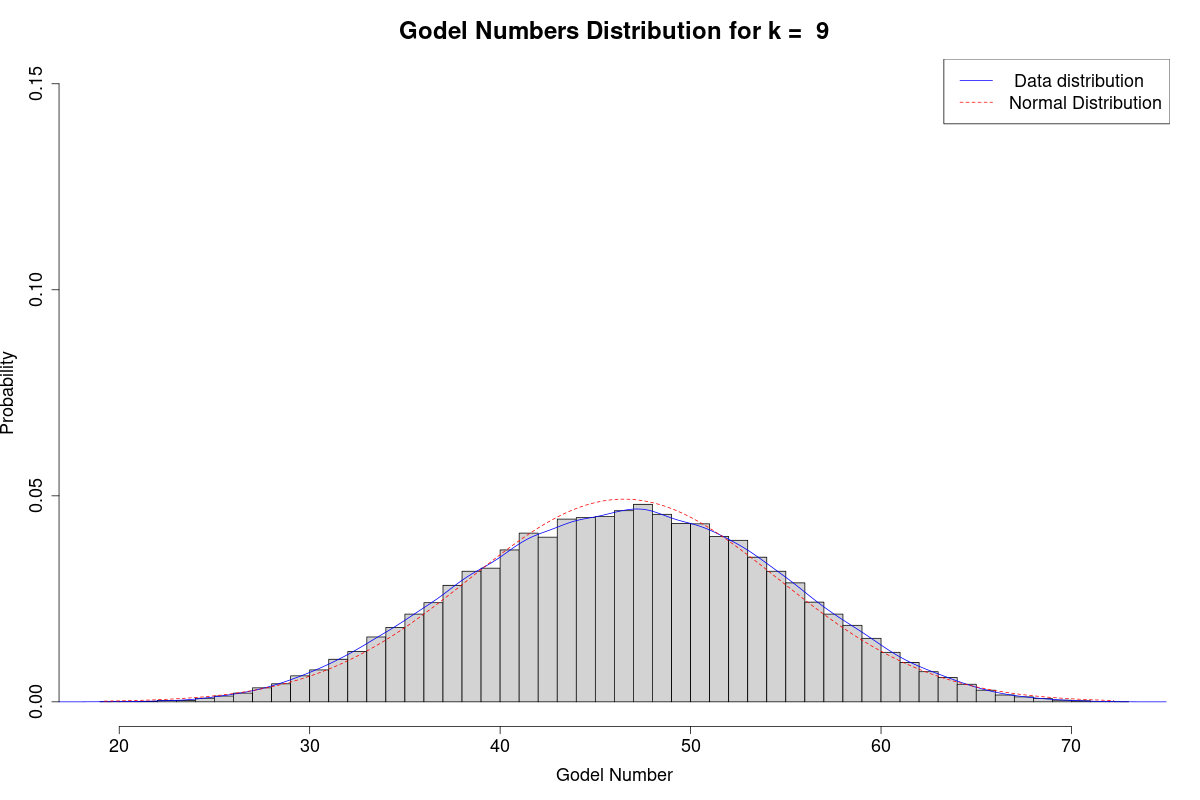 Godel Numbers Distribution for k =  9
Data distribution
Normal Distribution
0.15
0.10
0.05
0.00
Probability
20 30 40 50 60 70
Godel Number